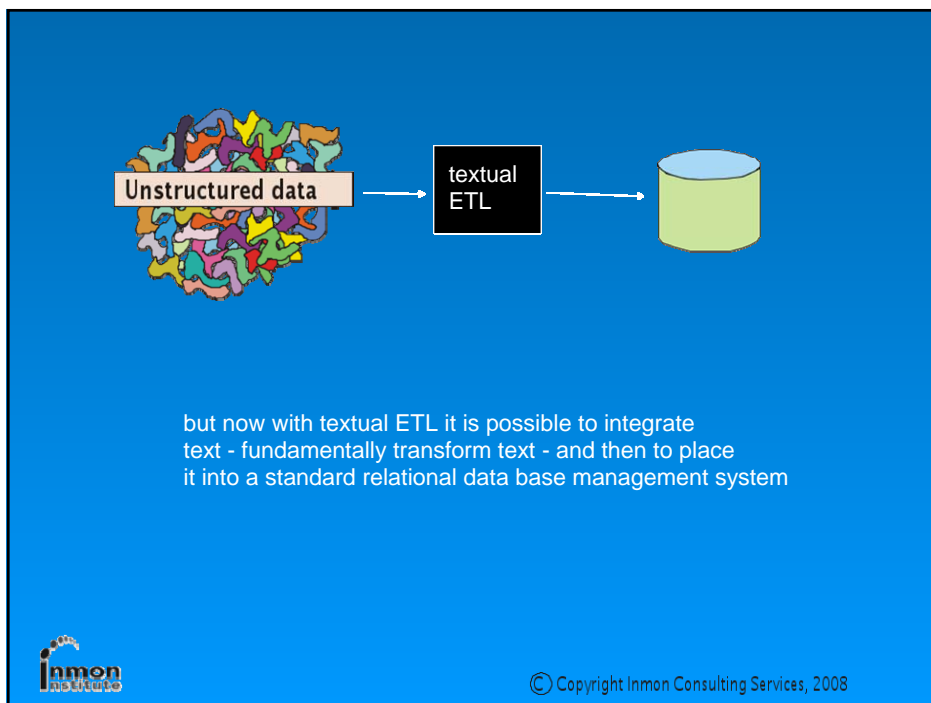 Unstructured data
textual
ETL
but now with textual ETL it is possible to integrate
text - fundamentally transform text - and then to place
it into a standard relational data base management system
Inmon
Institute
© Copyright Inmon Consulting Services, 2008